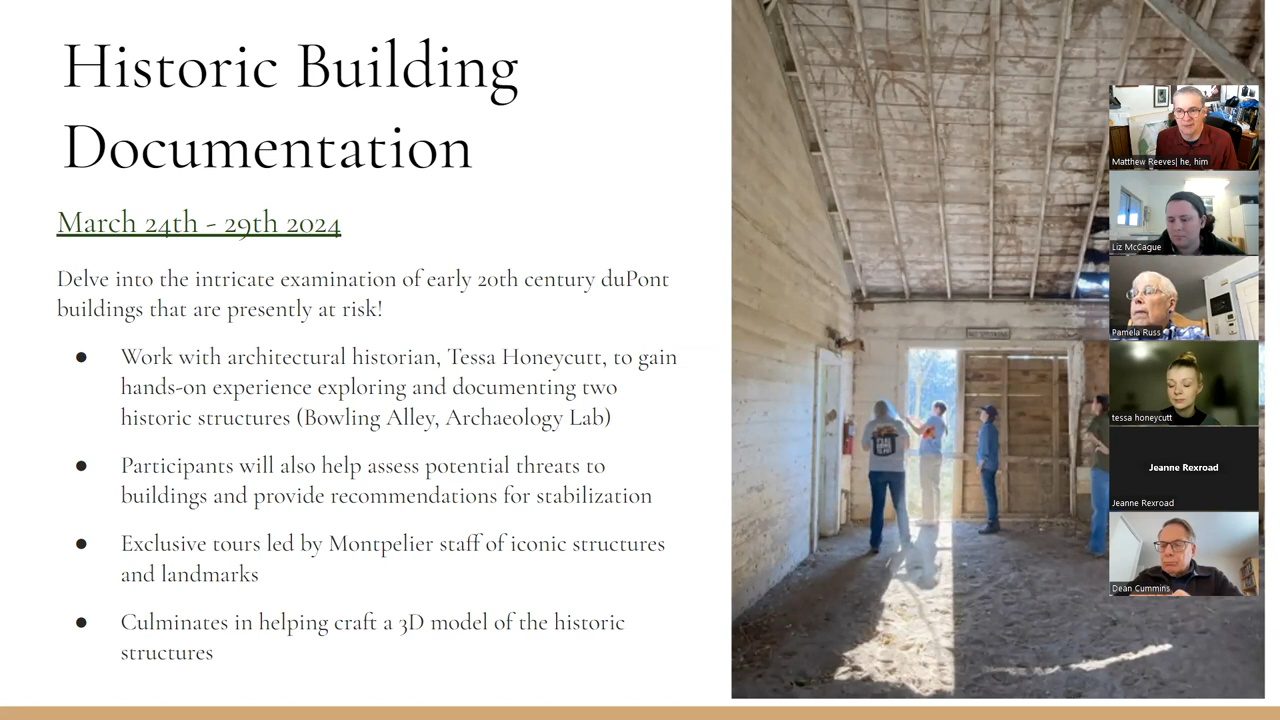 Historic Building
Documentation
March 24th - 29th 2024
Delve into the intricate examination of early 20th century duPont
buildings that are presently at risk!
● Work with architectural historian, Tessa Honeycutt, to gain
hands-on experience exploring and documenting two
historic structures (Bowling Alley, Archaeology Lab)
● Participants will also help assess potential threats to
buildings and provide recommendations for stabilization
● Exclusive tours led by Montpelier staff of iconic structures
and landmarks
● Culminates in helping craft a 3D model of the historic
structures
Matthew Reeves| he, him
Liz McCague
Pamela Russ
tessa honeycutt
Jeanne Rexroad
Jeanne Rexroad
Dean Cummins